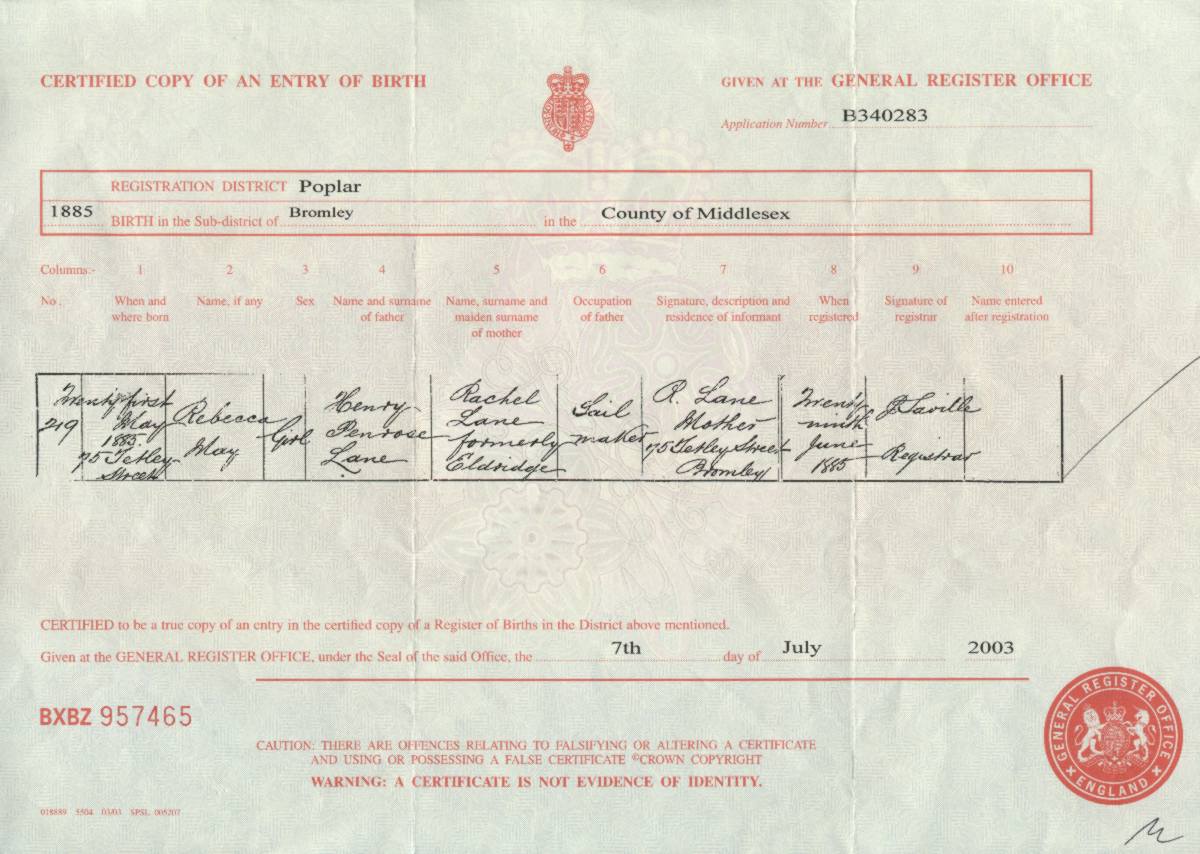 CERTIFIED COPY OF AN ENTRY OF BIRTH
GIVEN AT THE GENERAL REGISTER OFFICE
Application Number B340283
REGISTRATION DISTRICT Poplar
1885 BIRTH in the Sub-district of Bromley in the County of Middlesex
Columns:- 1 2 3 4 5 6 7 8 9 10
No. When and where born
Name, if any
Sex
Name and surname of father
Name, surname and maiden surname of mother
Occupation of father
Signature, description and residence of informant
When registered
Signature of registrar
Name entered after registration
219
Twenty first
May
1885
75 Tetley
Street
Rebecca
May
Girl
Henry
Penrose
Lane
Rachel
Lane
formerly
Eldridge
Sail
maker
R. Lane
Mother
75 Tetley Street
Bromley
Twenty
ninth
June
1885
J Saville
Registrar
CERTIFIED to be a true copy of an entry in the certified copy of a Register of Births in the District above mentioned.
Given at the GENERAL REGISTER OFFICE, under the Seal of the said Office, the 7th day of July 2003
BXBZ 957465
CAUTION: THERE ARE OFFENCES RELATING TO FALSIFYING OR ALTERING A CERTIFICATE
AND USING OR POSSESSING A FALSE CERTIFICATE ©CROWN COPYRIGHT
WARNING: A CERTIFICATE IS NOT EVIDENCE OF IDENTITY.
GENERAL REGISTER OFFICE
ENGLAND
018889 5504 03/03 SPSL 005207